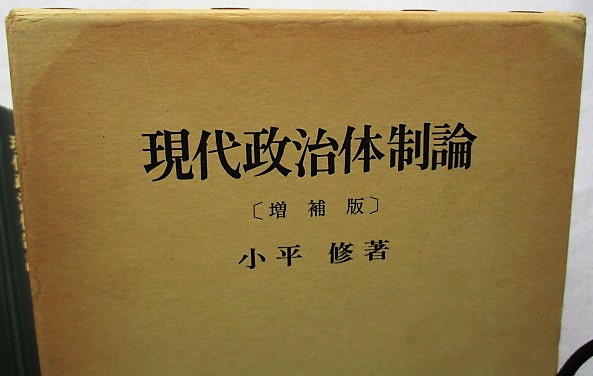 現代政治体制論
〔増補版〕
小平 修著